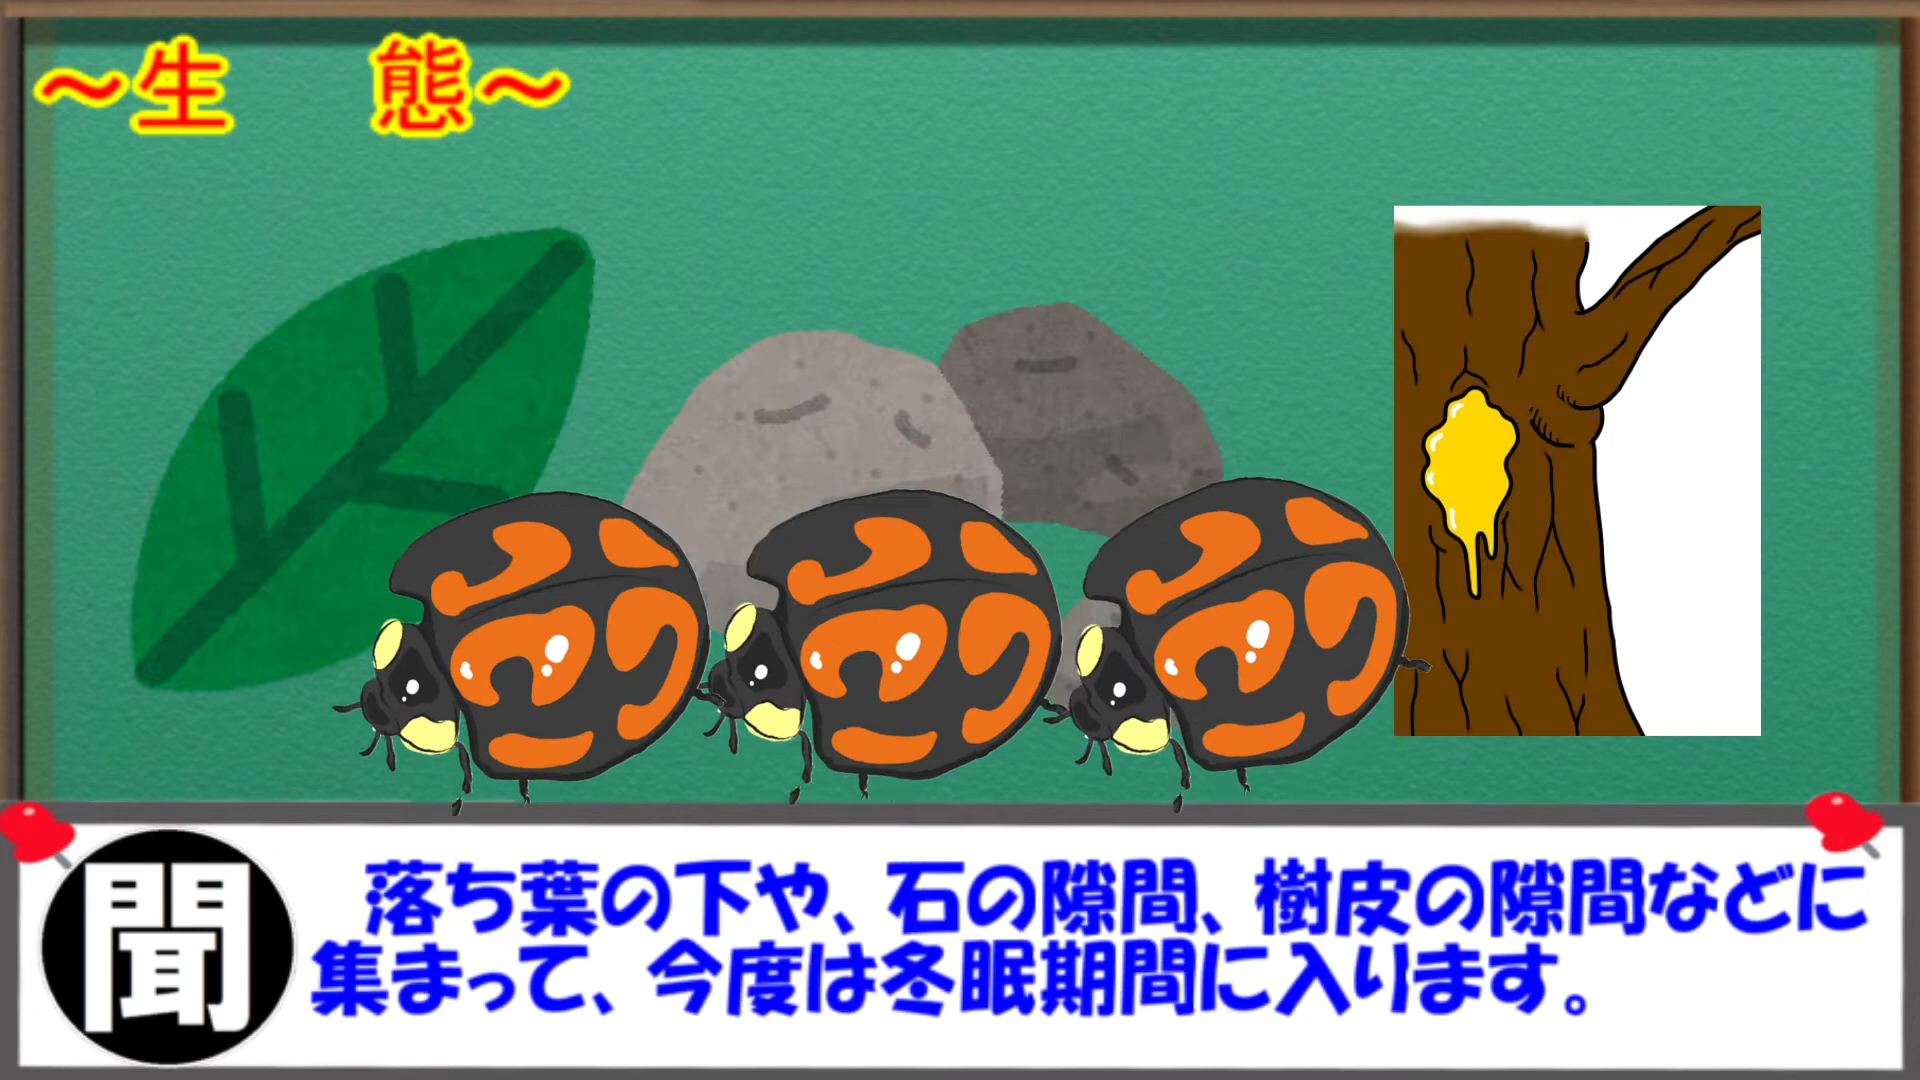 ～生　態～
聞
落ち葉の下や、石の隙間、樹皮の隙間などに
集まって、今度は冬眠期間に入ります。